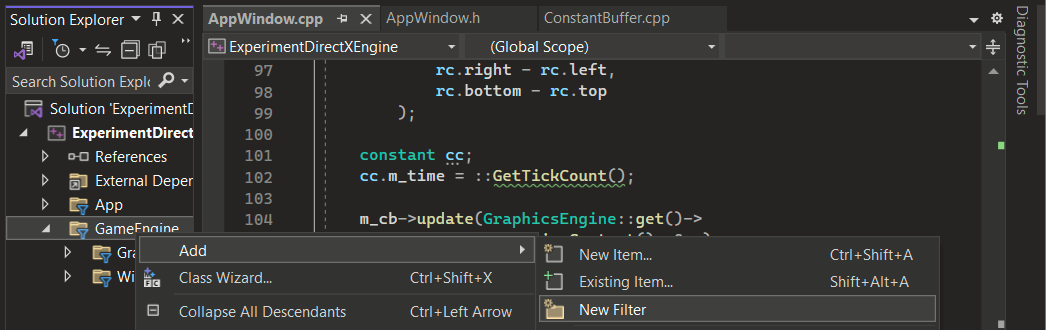 Solution Explorer
Search Solution Explo
Solution 'ExperimentD
ExperimentDirect
References
External Depen
App
GameEngine
Gra
Wi
AppWindow.cpp
AppWindow.h
ConstantBuffer.cpp
ExperimentDirectXEngine
(Global Scope)
97 rc.right - rc.left,
98 rc.bottom - rc.top
99 );
100
101 constant cc;
102 cc.m_time = ::GetTickCount();
103
104 m_cb->update(GraphicsEngine::get()->
Add
Class Wizard... Ctrl+Shift+X
Collapse All Descendants Ctrl+Left Arrow
New Item... Ctrl+Shift+A
Existing Item... Shift+Alt+A
New Filter
Diagnostic Tools